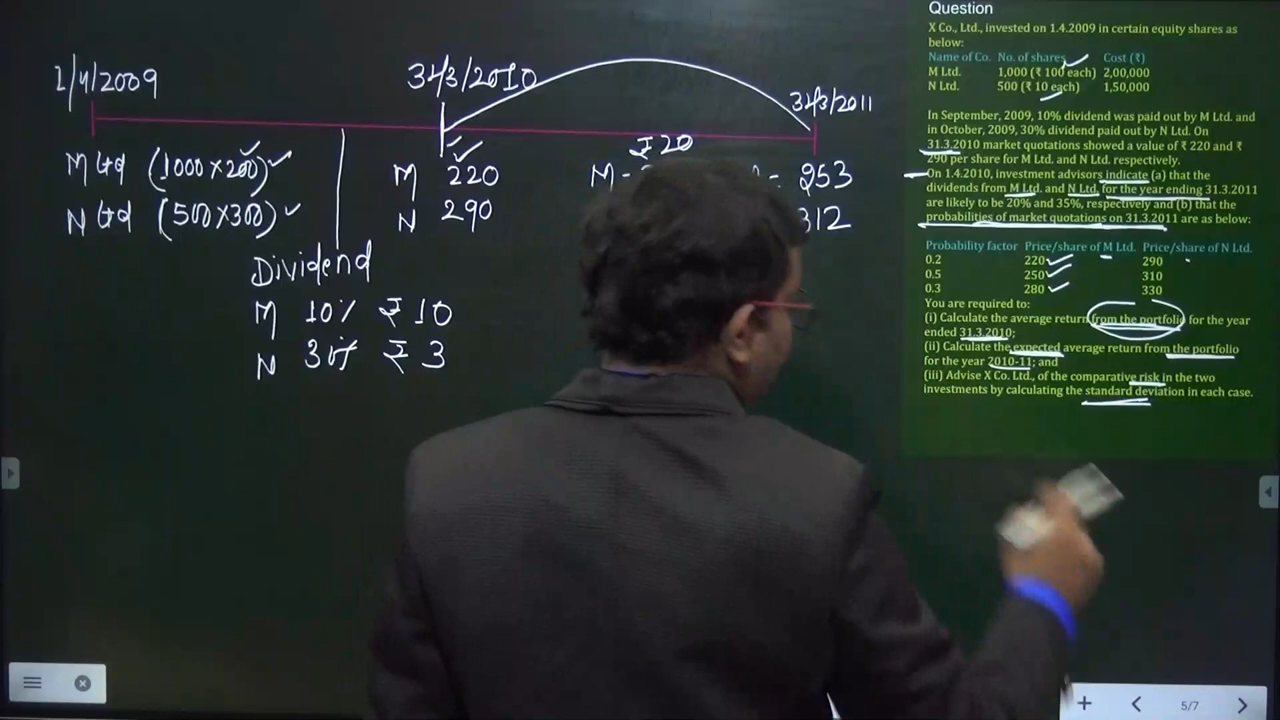 1/4/2009
31/3/2010
31/3/2011
₹20
M Ltd (1000 × 200)
N Ltd (500 × 300)
M 220
N 290
M -
= 253
312
Dividend
M 10% ₹ 10
N 30% ₹ 3
Question
X Co., Ltd., invested on 1.4.2009 in certain equity shares as
below:
Name of Co. No. of shares Cost (₹)
M Ltd. 1,000 (₹ 100 each) 2,00,000
N Ltd. 500 (₹ 10 each) 1,50,000
In September, 2009, 10% dividend was paid out by M Ltd. and
in October, 2009, 30% dividend paid out by N Ltd. On
31.3.2010 market quotations showed a value of ₹ 220 and ₹
290 per share for M Ltd. and N Ltd. respectively.
On 1.4.2010, investment advisors indicate (a) that the
dividends from M Ltd. and N Ltd. for the year ending 31.3.2011
are likely to be 20% and 35%, respectively and (b) that the
probabilities of market quotations on 31.3.2011 are as below:
Probability factor Price/share of M Ltd. Price/share of N Ltd.
0.2 220 290
0.5 250 310
0.3 280 330
You are required to:
(i) Calculate the average return from the portfolio for the year
ended 31.3.2010;
(ii) Calculate the expected average return from the portfolio
for the year 2010-11; and
(iii) Advise X Co. Ltd., of the comparative risk in the two
investments by calculating the standard deviation in each case.
5/7